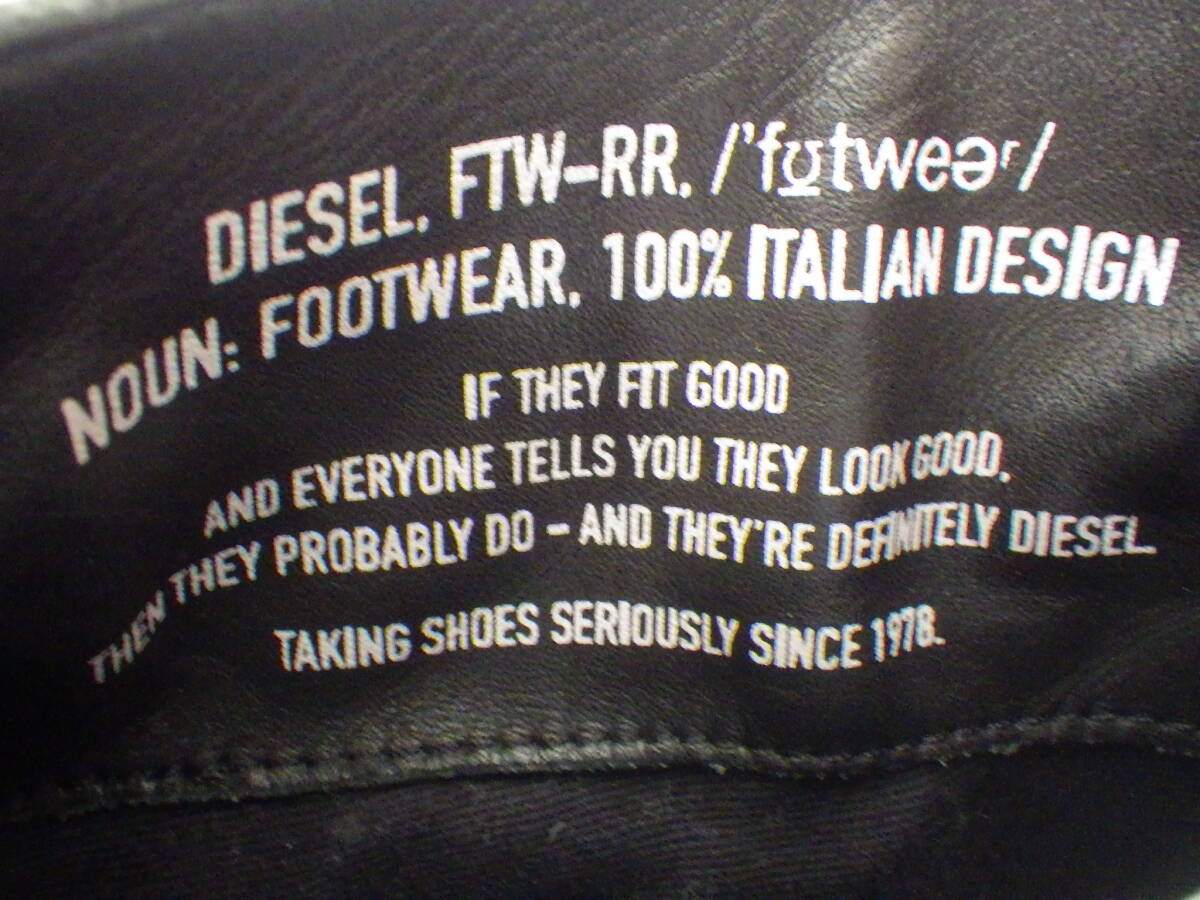 DIESEL. FTW-RR. /'fʊtweəʳ/
NOUN: FOOTWEAR. 100% ITALIAN DESIGN
IF THEY FIT GOOD
AND EVERYONE TELLS YOU THEY LOOK GOOD.
THEN THEY PROBABLY DO - AND THEY'RE DEFINITELY DIESEL.
TAKING SHOES SERIOUSLY SINCE 1978.